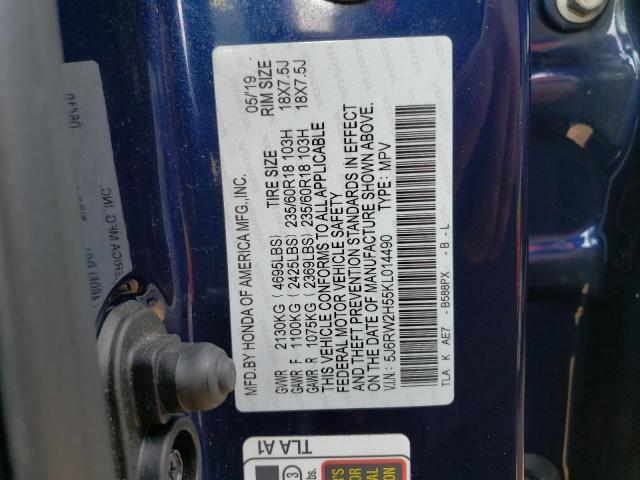 MFD.BY HONDA OF AMERICA MFG.,INC. 05/'19
TIRE SIZE RIM SIZE
GVWR 2130KG (4695LBS)
GAWR F 1100KG (2425LBS) 235/60R18 103H 18X7.5J
GAWR R 1075KG (2369LBS) 235/60R18 103H 18X7.5J
THIS VEHICLE CONFORMS TO ALL APPLICABLE
FEDERAL MOTOR VEHICLE SAFETY
AND THEFT PREVENTION STANDARDS IN EFFECT
ON THE DATE OF MANUFACTURE SHOWN ABOVE.
V.I.N.: 5J6RW2H55KL014490 TYPE: MPV
TLA K AE7 - B588PX - B - L
TLA A1